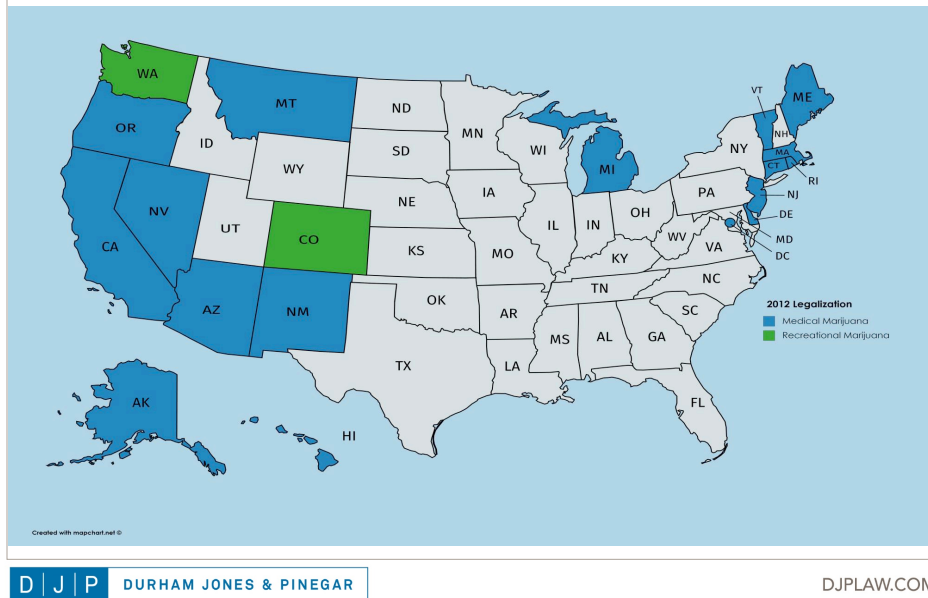 WA
MT
ND
MN
VT
ME
OR
ID
SD
WI
NY
NH
MA
CT
RI
WY
MI
IA
PA
NJ
NE
NV
UT
CO
IL
IN
OH
DE
MD
DC
CA
KS
MO
WV
VA
KY
NC
TN
AZ
NM
OK
AR
SC
MS
AL
GA
TX
LA
FL
AK
HI
2012 Legalization
Medical Marijuana
Recreational Marijuana
Created with mapchart.net ©
D|J|P DURHAM JONES & PINEGAR
DJPLAW.COM